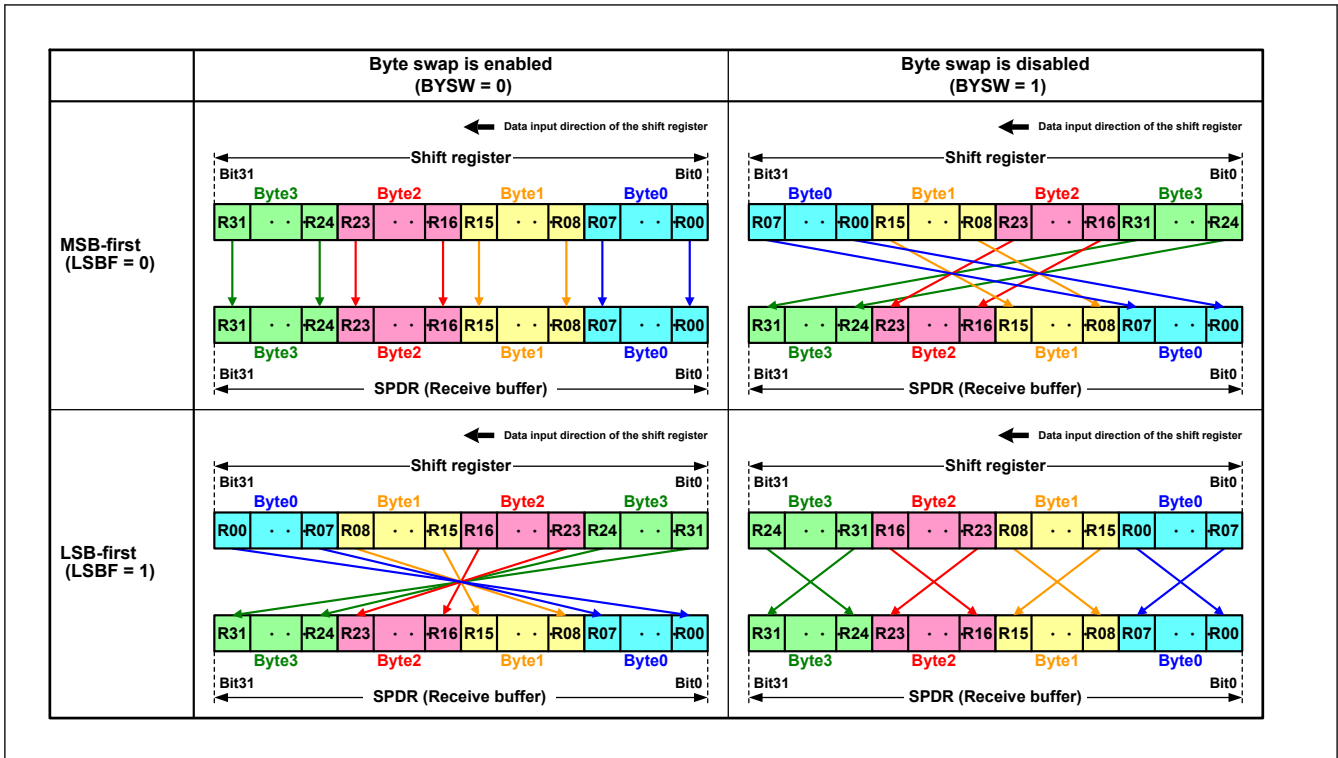 Byte swap is enabled
(BYSW = 0)
Byte swap is disabled
(BYSW = 1)
MSB-first
(LSBF = 0)
Data input direction of the shift register
Shift register
Bit31 Bit0
Byte3 Byte2 Byte1 Byte0
R31 · · R24 R23 · · R16 R15 · · R08 R07 · · R00
R31 · · R24 R23 · · R16 R15 · · R08 R07 · · R00
Byte3 Byte2 Byte1 Byte0
Bit31 Bit0
SPDR (Receive buffer)
Data input direction of the shift register
Shift register
Bit31 Bit0
Byte0 Byte1 Byte2 Byte3
R07 · · R00 R15 · · R08 R23 · · R16 R31 · · R24
R31 · · R24 R23 · · R16 R15 · · R08 R07 · · R00
Byte3 Byte2 Byte1 Byte0
Bit31 Bit0
SPDR (Receive buffer)
LSB-first
(LSBF = 1)
Data input direction of the shift register
Shift register
Bit31 Bit0
Byte0 Byte1 Byte2 Byte3
R00 · · R07 R08 · · R15 R16 · · R23 R24 · · R31
R31 · · R24 R23 · · R16 R15 · · R08 R07 · · R00
Byte3 Byte2 Byte1 Byte0
Bit31 Bit0
SPDR (Receive buffer)
Data input direction of the shift register
Shift register
Bit31 Bit0
Byte3 Byte2 Byte1 Byte0
R24 · · R31 R16 · · R23 R08 · · R15 R00 · · R07
R31 · · R24 R23 · · R16 R15 · · R08 R07 · · R00
Byte3 Byte2 Byte1 Byte0
Bit31 Bit0
SPDR (Receive buffer)